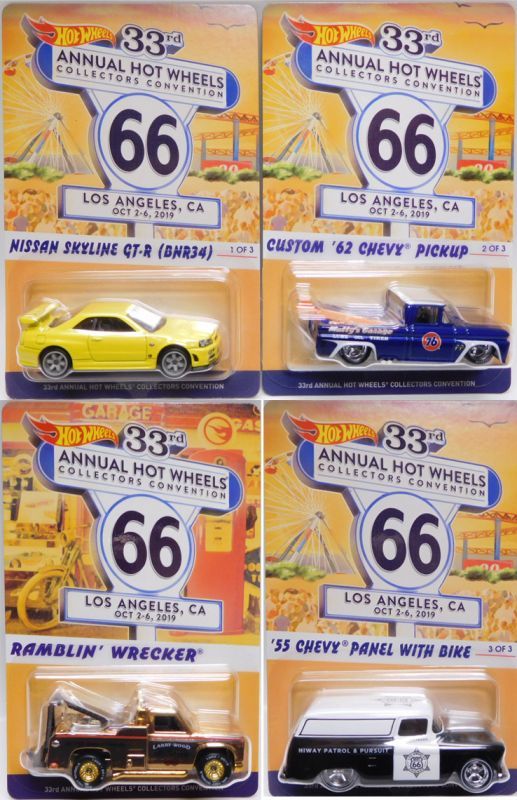 HOT WHEELS
33rd
ANNUAL HOT WHEELS
COLLECTORS CONVENTION
66
LOS ANGELES, CA
OCT 2-6, 2019
NISSAN SKYLINE GT-R (BNR34)
1 OF 3
33rd ANNUAL HOT WHEELS® COLLECTORS CONVENTION
HOT WHEELS
33rd
ANNUAL HOT WHEELS®
COLLECTORS CONVENTION
66
LOS ANGELES, CA
OCT 2-6, 2019
CUSTOM '62 CHEVY® PICKUP
2 OF 3
Garage
TIRES
76
33rd ANNUAL HOT WHEELS® COLLECTORS CONVENTION
GARAGE
GAS
HOT WHEELS
33rd
ANNUAL HOT WHEELS®
COLLECTORS CONVENTION
66
LOS ANGELES, CA
OCT 2-6, 2019
RAMBLIN' WRECKER®
LARRY WOOD
HOT WHEELS
33rd
ANNUAL HOT WHEELS®
COLLECTORS CONVENTION
66
LOS ANGELES, CA
OCT 2-6, 2019
'55 CHEVY® PANEL WITH BIKE
3 OF 3
HIWAY PATROL & PURSUIT
66